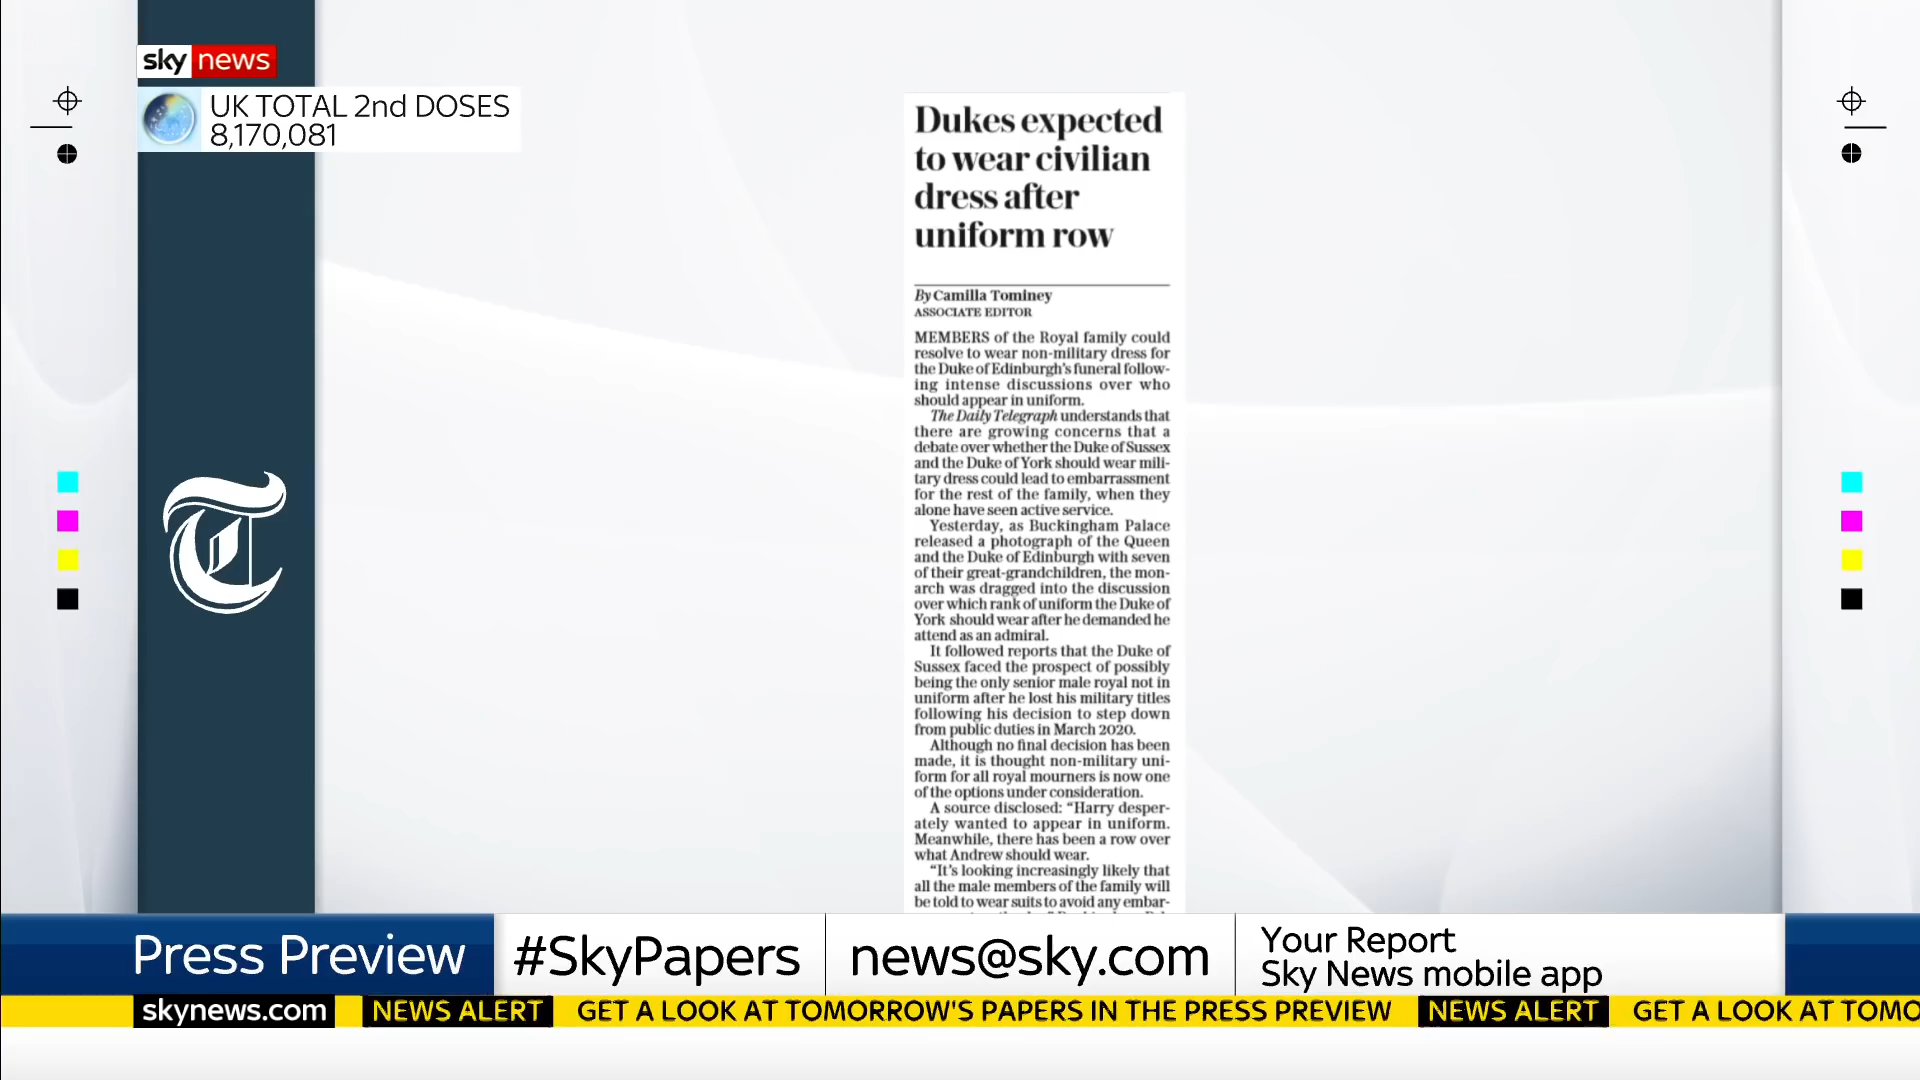 sky news
UK TOTAL 2nd DOSES
8,170,081
Dukes expected
to wear civilian
dress after
uniform row
By Camilla Tominey
ASSOCIATE EDITOR
MEMBERS of the Royal family could
resolve to wear non-military dress for
the Duke of Edinburgh's funeral follow-
ing intense discussions over who
should appear in uniform.
The Daily Telegraph understands that
there are growing concerns that a
debate over whether the Duke of Sussex
and the Duke of York should wear mili-
tary dress could lead to embarrassment
for the rest of the family, when they
alone have seen active service.
Yesterday, as Buckingham Palace
released a photograph of the Queen
and the Duke of Edinburgh with seven
of their great-grandchildren, the mon-
arch was dragged into the discussion
over which rank of uniform the Duke of
York should wear after he demanded he
attend as an admiral.
It followed reports that the Duke of
Sussex faced the prospect of possibly
being the only senior male royal not in
uniform after he lost his military titles
following his decision to step down
from public duties in March 2020.
Although no final decision has been
made, it is thought non-military uni-
form for all royal mourners is now one
of the options under consideration.
A source disclosed: “Harry desper-
ately wanted to appear in uniform.
Meanwhile, there has been a row over
what Andrew should wear.
“It's looking increasingly likely that
all the male members of the family will
be told to wear suits to avoid any embar-
T
Press Preview
#SkyPapers
news@sky.com
Your Report
Sky News mobile app
skynews.com
NEWS ALERT
GET A LOOK AT TOMORROW'S PAPERS IN THE PRESS PREVIEW
NEWS ALERT
GET A LOOK AT TOMO